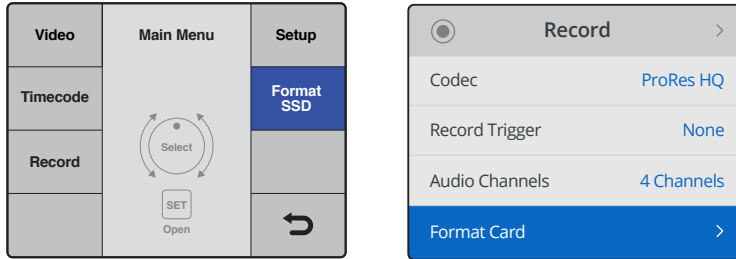 Video
Main Menu
Setup
Timecode
Format
SSD
Select
Record
SET
Open
Record
Codec
ProRes HQ
Record Trigger
None
Audio Channels
4 Channels
Format Card